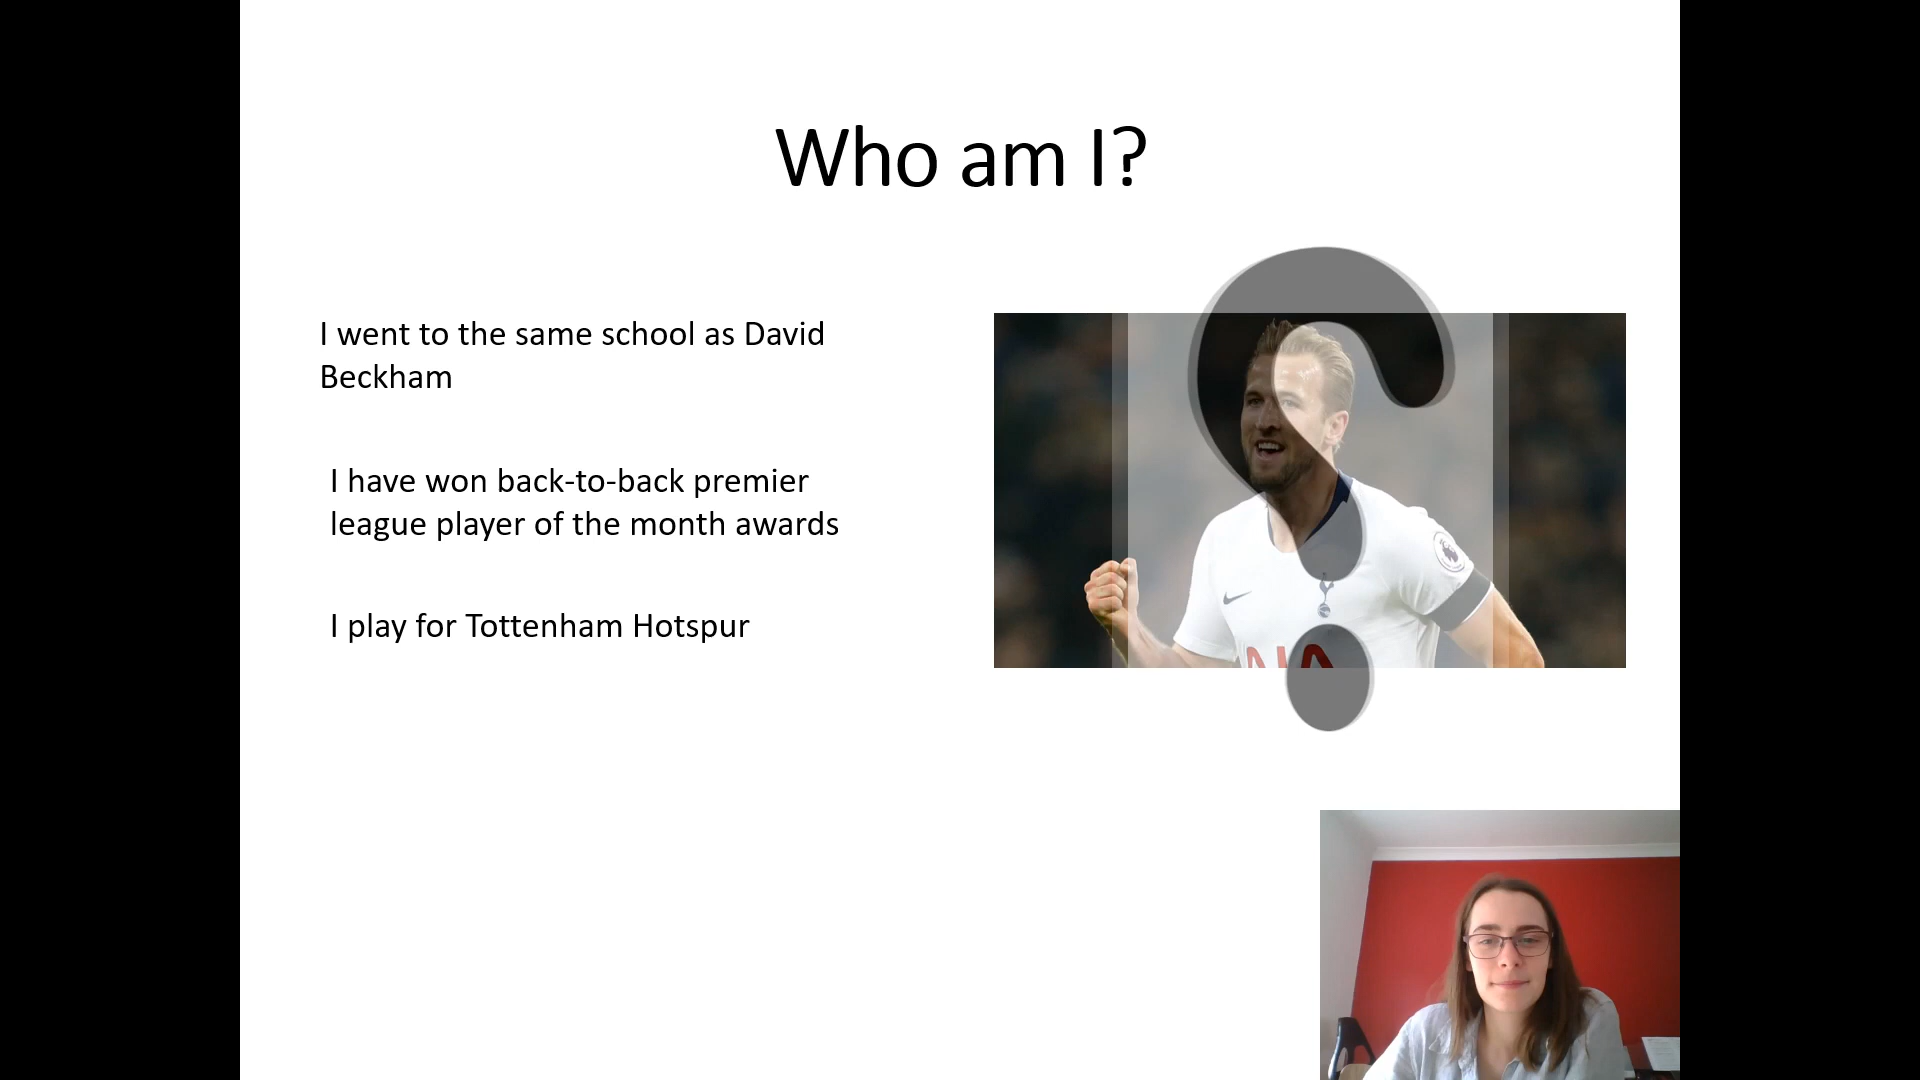 Who am I?
I went to the same school as David
Beckham
I have won back-to-back premier
league player of the month awards
I play for Tottenham Hotspur